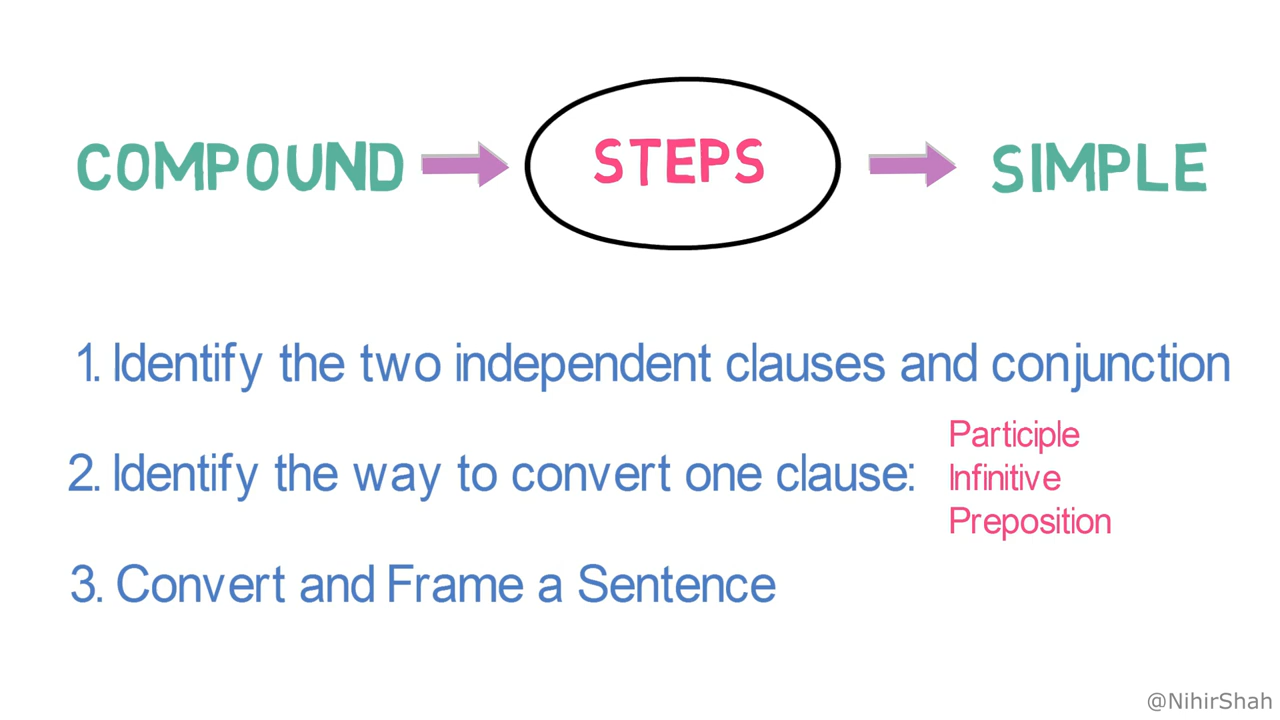 COMPOUND STEPS SIMPLE
1. Identify the two independent clauses and conjunction
2. Identify the way to convert one clause:
Participle
Infinitive
Preposition
3. Convert and Frame a Sentence
@NihirShah